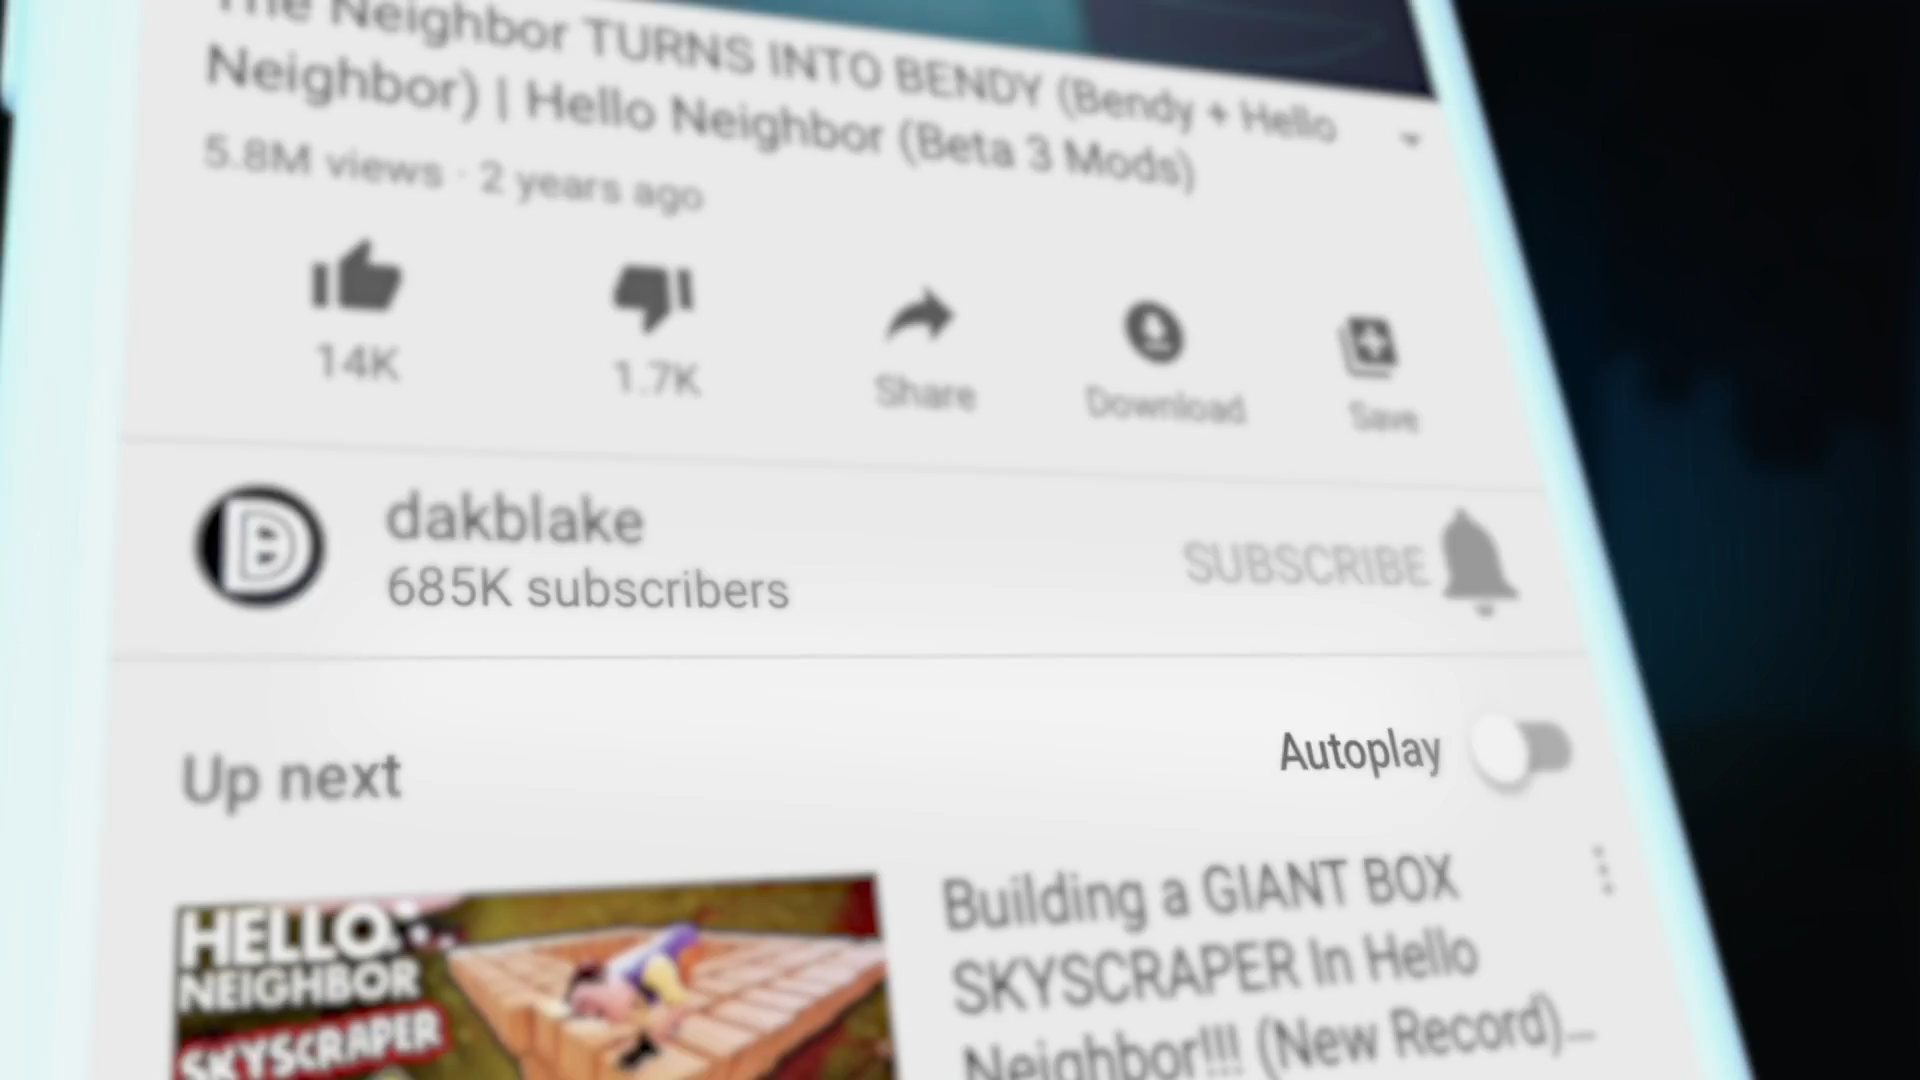 The Neighbor TURNS INTO BENDY (Bendy + Hello
Neighbor) | Hello Neighbor (Beta 3 Mods)
5.8M views · 2 years ago
14K
1.7K
Share
Download
Save
dakblake
685K subscribers
SUBSCRIBE
Up next
Autoplay
HELLO
NEIGHBOR
SKYSCRAPER
Building a GIANT BOX
SKYSCRAPER In Hello
Neighbor!!! (New Record)...